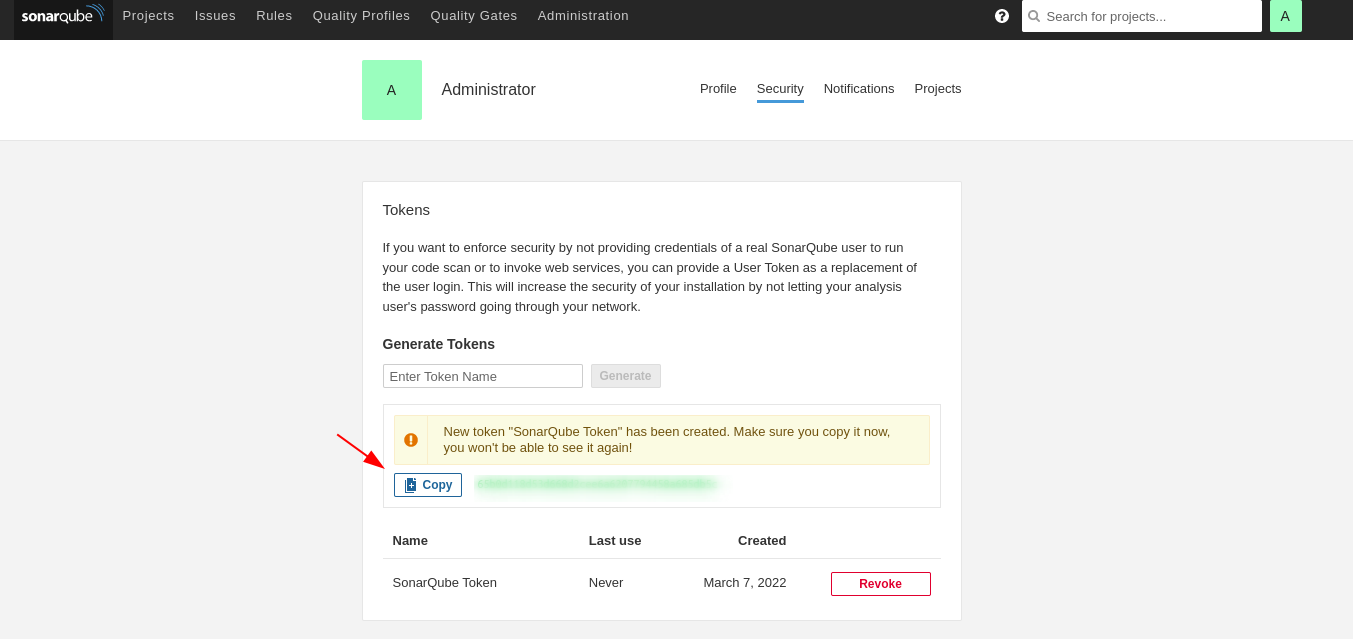 sonarqube Projects Issues Rules Quality Profiles Quality Gates Administration ? Search for projects... A
A Administrator Profile Security Notifications Projects
Tokens
If you want to enforce security by not providing credentials of a real SonarQube user to run
your code scan or to invoke web services, you can provide a User Token as a replacement of
the user login. This will increase the security of your installation by not letting your analysis
user's password going through your network.
Generate Tokens
Enter Token Name Generate
New token "SonarQube Token" has been created. Make sure you copy it now,
you won't be able to see it again!
Copy
Name Last use Created
SonarQube Token Never March 7, 2022 Revoke